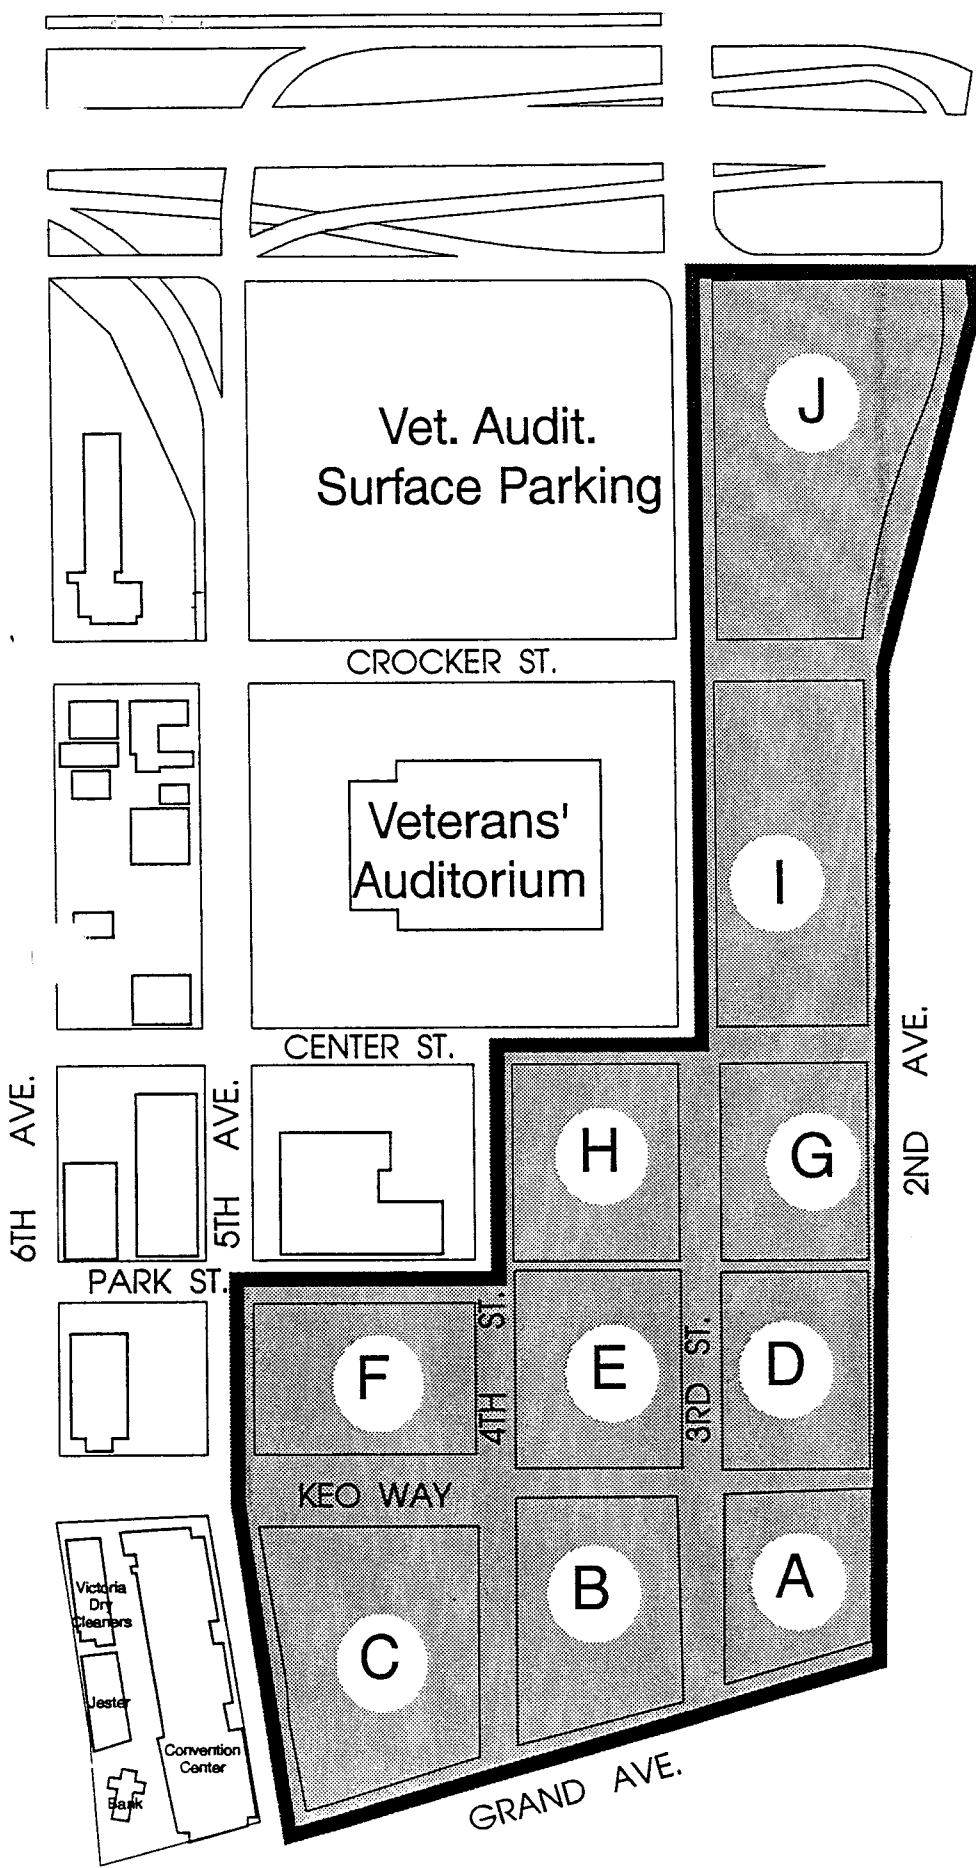 J
Vet. Audit.
Surface Parking
CROCKER ST.
Veterans'
Auditorium
I
CENTER ST.
6TH AVE.
5TH AVE.
2ND AVE.
H
G
PARK ST.
F
4TH ST.
E
3RD ST.
D
KEO WAY
C
B
A
Victoria
Dry
Cleaners
Jester
Convention
Center
Bank
GRAND AVE.